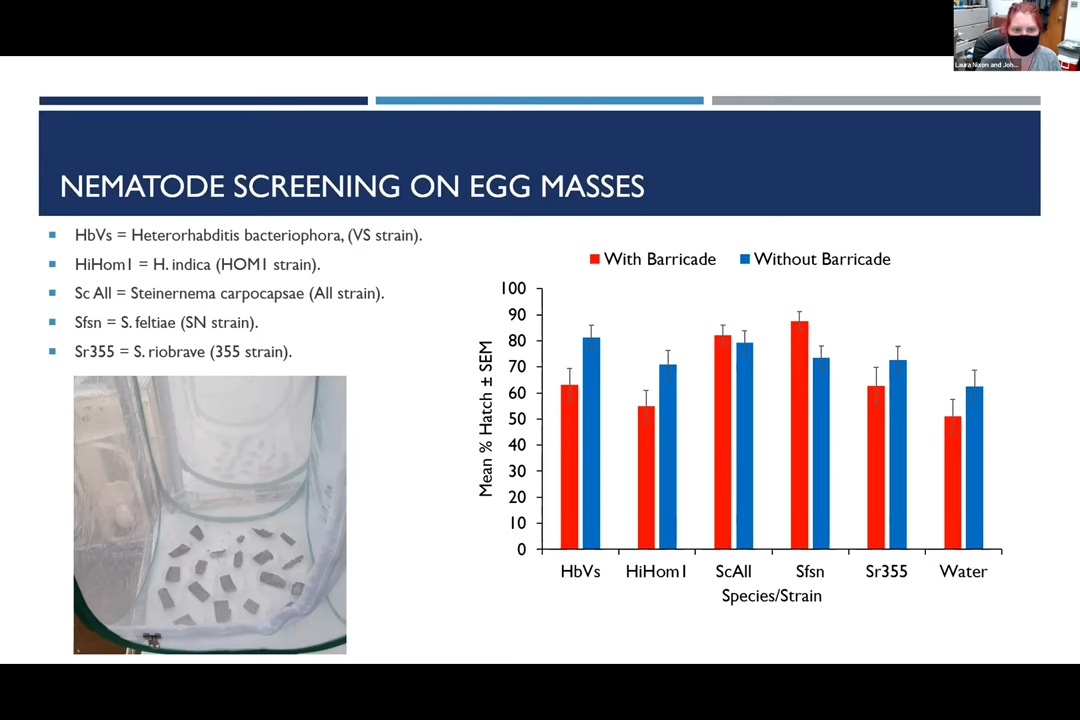 Laura Nixon and Joh...
NEMATODE SCREENING ON EGG MASSES
HbVs = Heterorhabditis bacteriophora, (VS strain).
HiHom1 = H. indica (HOM1 strain).
Sc All = Steinernema carpocapsae (All strain).
Sfsn = S. feltiae (SN strain).
Sr355 = S. riobrave (355 strain).
With Barricade
Without Barricade
Mean % Hatch ± SEM
100
90
80
70
60
50
40
30
20
10
0
HbVs
HiHom1
ScAll
Sfsn
Sr355
Water
Species/Strain